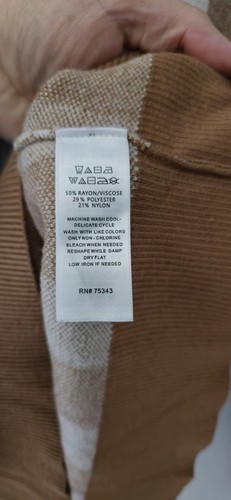 50% RAYON/VISCOSE
29% POLYESTER
21% NYLON
MACHINE WASH COOL-
DELICATE CYCLE
WASH WITH LIKE COLORS
ONLY NON- CHLORINE
BLEACH WHEN NEEDED
RESHAPE WHILE DAMP
DRY FLAT
LOW IRON IF NEEDED
RN# 75343